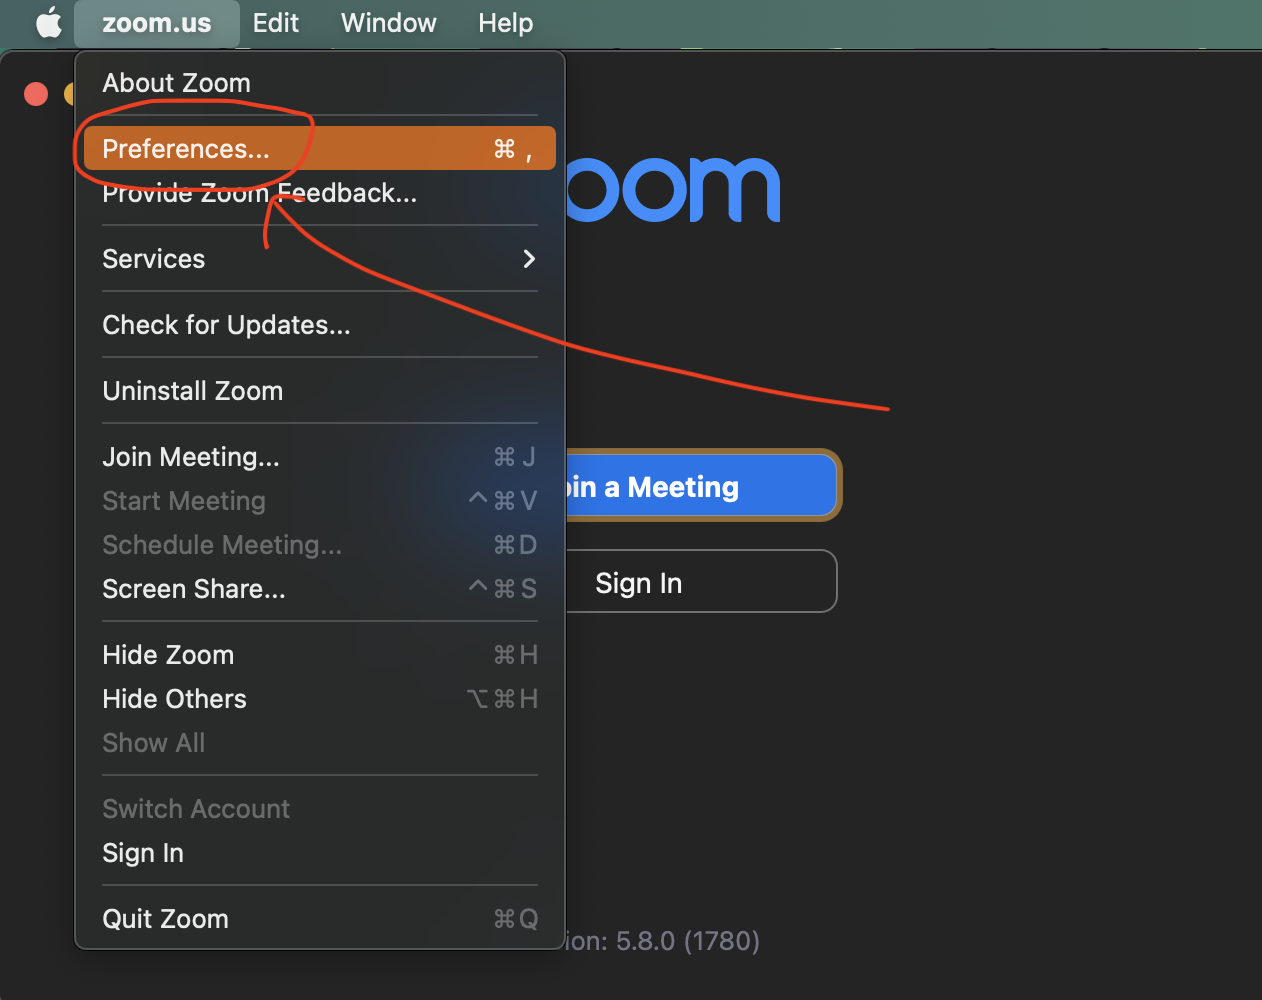 zoom.us Edit Window Help
About Zoom
Preferences... ⌘ ,
Provide Zoom Feedback...
Services
Check for Updates...
Uninstall Zoom
Join Meeting... ⌘ J
Start Meeting ^ ⌘ V
Schedule Meeting... ⌘ D
Screen Share... ^ ⌘ S
Hide Zoom ⌘ H
Hide Others ⌥ ⌘ H
Show All
Switch Account
Sign In
Quit Zoom ⌘ Q
oom
oin a Meeting
Sign In
ion: 5.8.0 (1780)